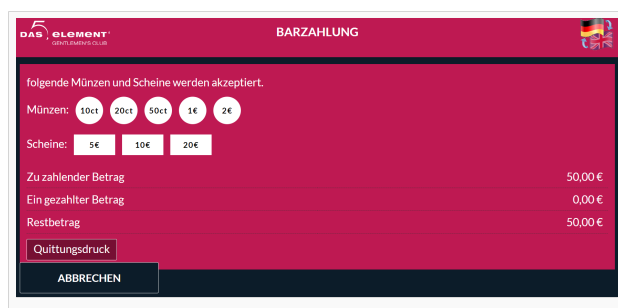 DAS 5 ELEMENT
GENTLEMEN'S CLUB
BARZAHLUNG
folgende Münzen und Scheine werden akzeptiert.
Münzen: 10ct 20ct 50ct 1€ 2€
Scheine: 5€ 10€ 20€
Zu zahlender Betrag 50,00 €
Ein gezahlter Betrag 0,00 €
Restbetrag 50,00 €
Quittungsdruck
ABBRECHEN